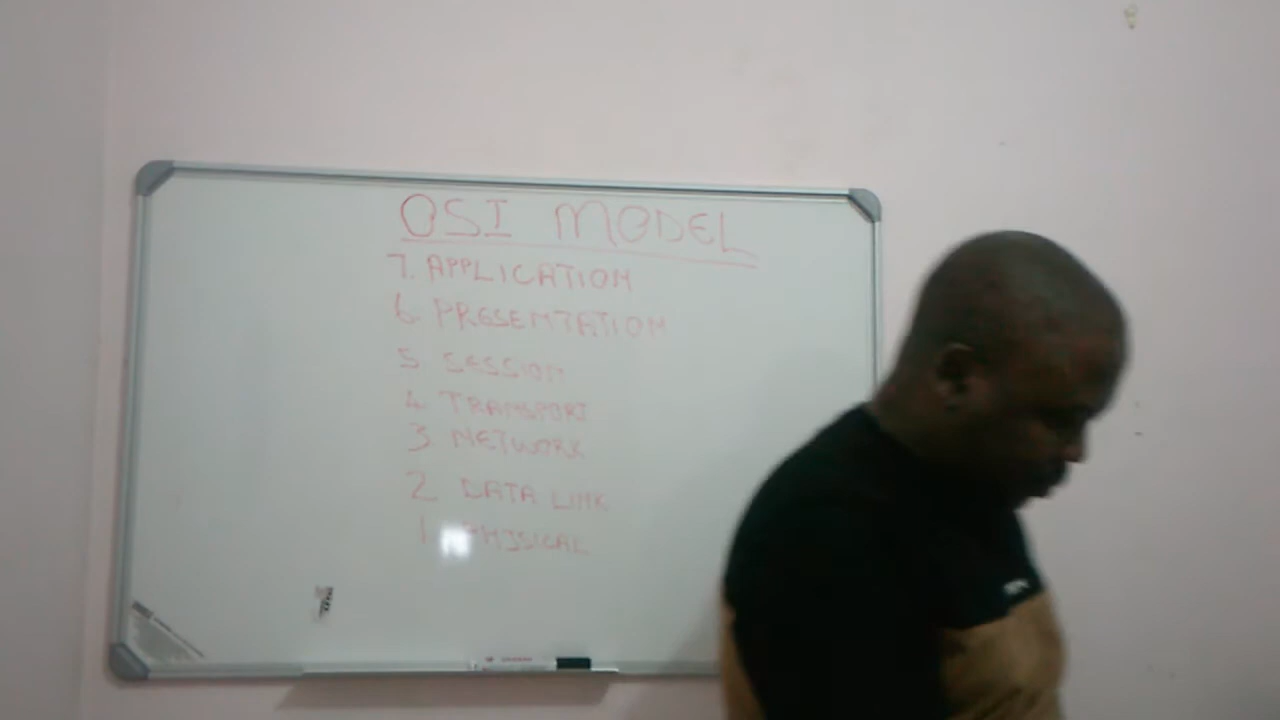 OSI MODEL
7. APPLICATION
6 PRESENTATION
5. SESSION
4 TRANSPORT
3 NETWORK
2 DATA LINK
1 PHYSICAL